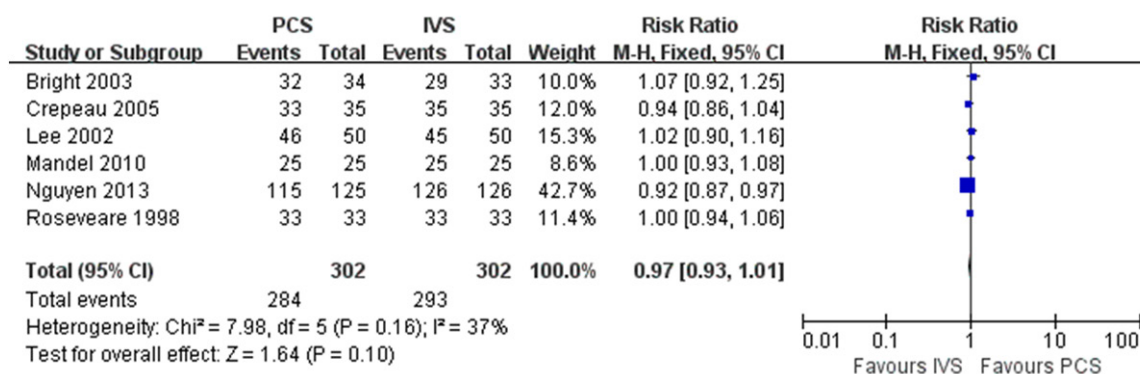 PCS IVS Risk Ratio Risk Ratio
Study or Subgroup Events Total Events Total Weight M-H, Fixed, 95% CI M-H, Fixed, 95% CI
Bright 2003 32 34 29 33 10.0% 1.07 [0.92, 1.25]
Crepeau 2005 33 35 35 35 12.0% 0.94 [0.86, 1.04]
Lee 2002 46 50 45 50 15.3% 1.02 [0.90, 1.16]
Mandel 2010 25 25 25 25 8.6% 1.00 [0.93, 1.08]
Nguyen 2013 115 125 126 126 42.7% 0.92 [0.87, 0.97]
Roseveare 1998 33 33 33 33 11.4% 1.00 [0.94, 1.06]
Total (95% CI) 302 302 100.0% 0.97 [0.93, 1.01]
Total events 284 293
Heterogeneity: Chi² = 7.98, df = 5 (P = 0.16); I² = 37%
Test for overall effect: Z = 1.64 (P = 0.10)
0.01 0.1 1 10 100
Favours IVS Favours PCS